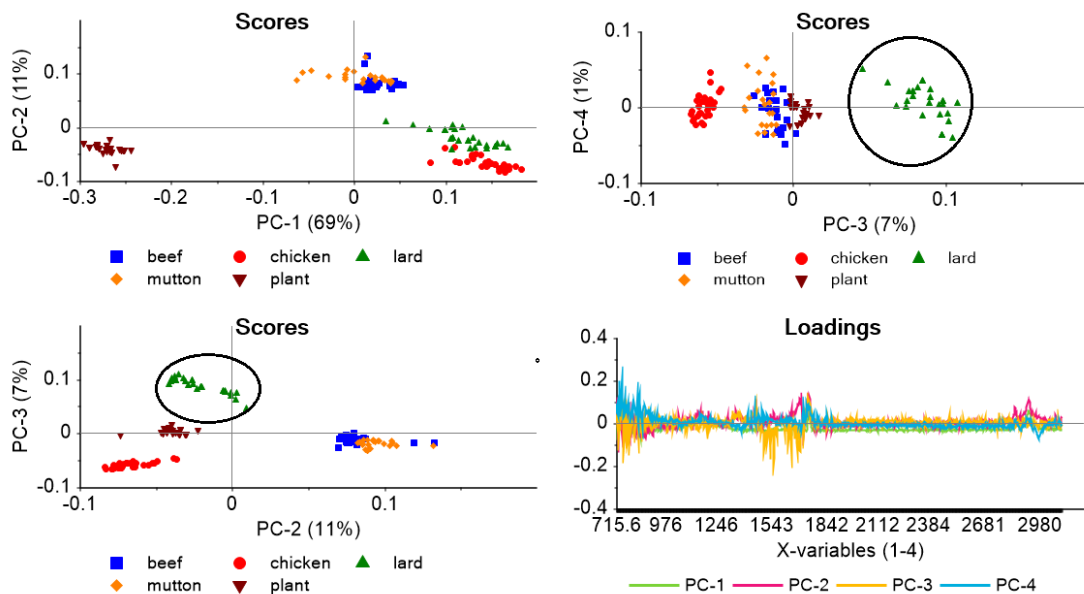 Scores
PC-2 (11%)
0.1
0
-0.1
-0.3 -0.2 -0.1 0 0.1
PC-1 (69%)
beef chicken lard
mutton plant
Scores
PC-4 (1%)
0.1
0
-0.1
0 0.1
PC-3 (7%)
beef chicken lard
mutton plant
Scores
PC-3 (7%)
0.1
0
-0.1
-0.1 0 0.1
PC-2 (11%)
beef chicken lard
mutton plant
Loadings
0.4
0.2
0
-0.2
-0.4
715.6 976 1246 1543 1842 2112 2384 2681 2980
X-variables (1-4)
PC-1 PC-2 PC-3 PC-4